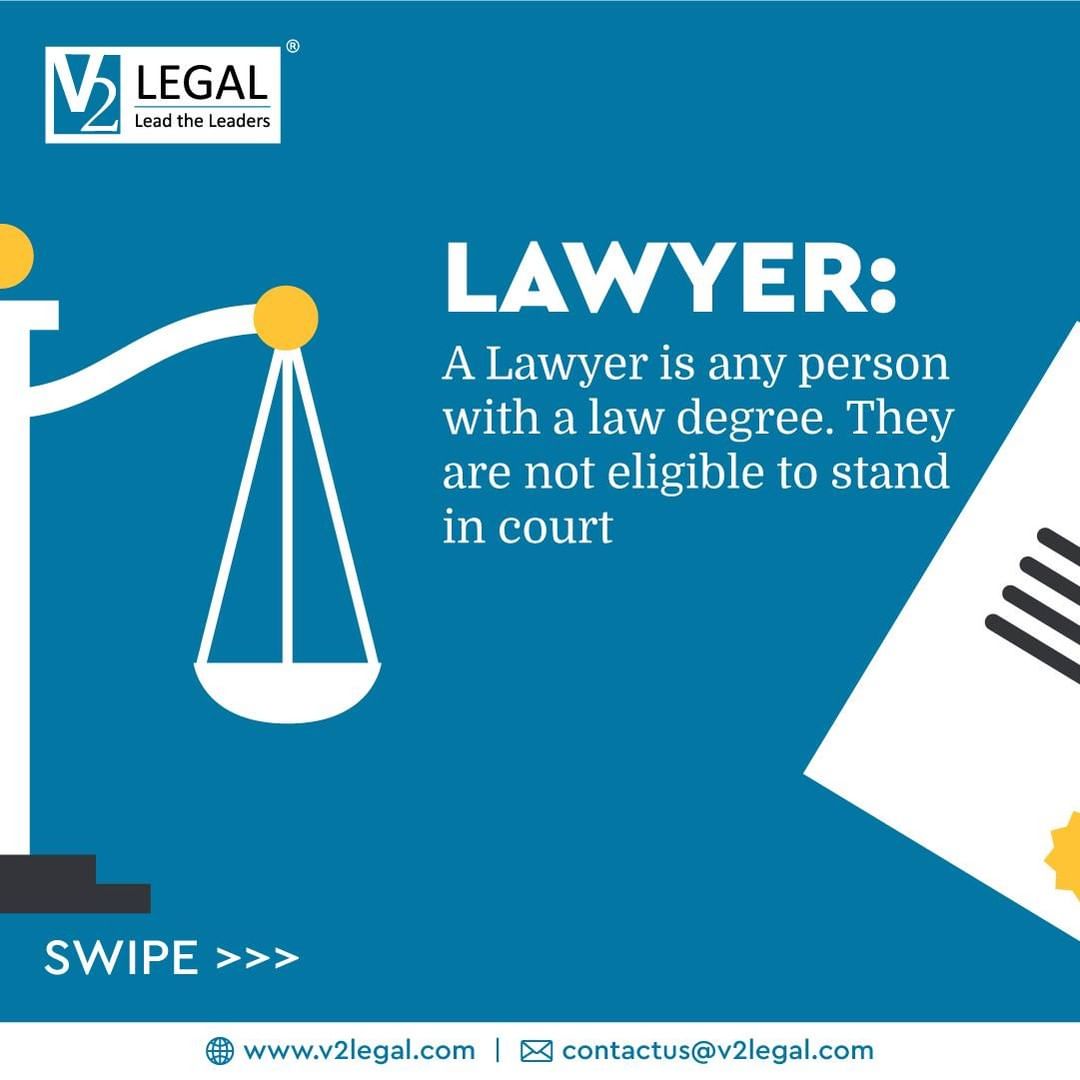 V2
LEGAL
Lead the Leaders
®
LAWYER:
A Lawyer is any person
with a law degree. They
are not eligible to stand
in court
SWIPE >>>
www.v2legal.com | contactus@v2legal.com